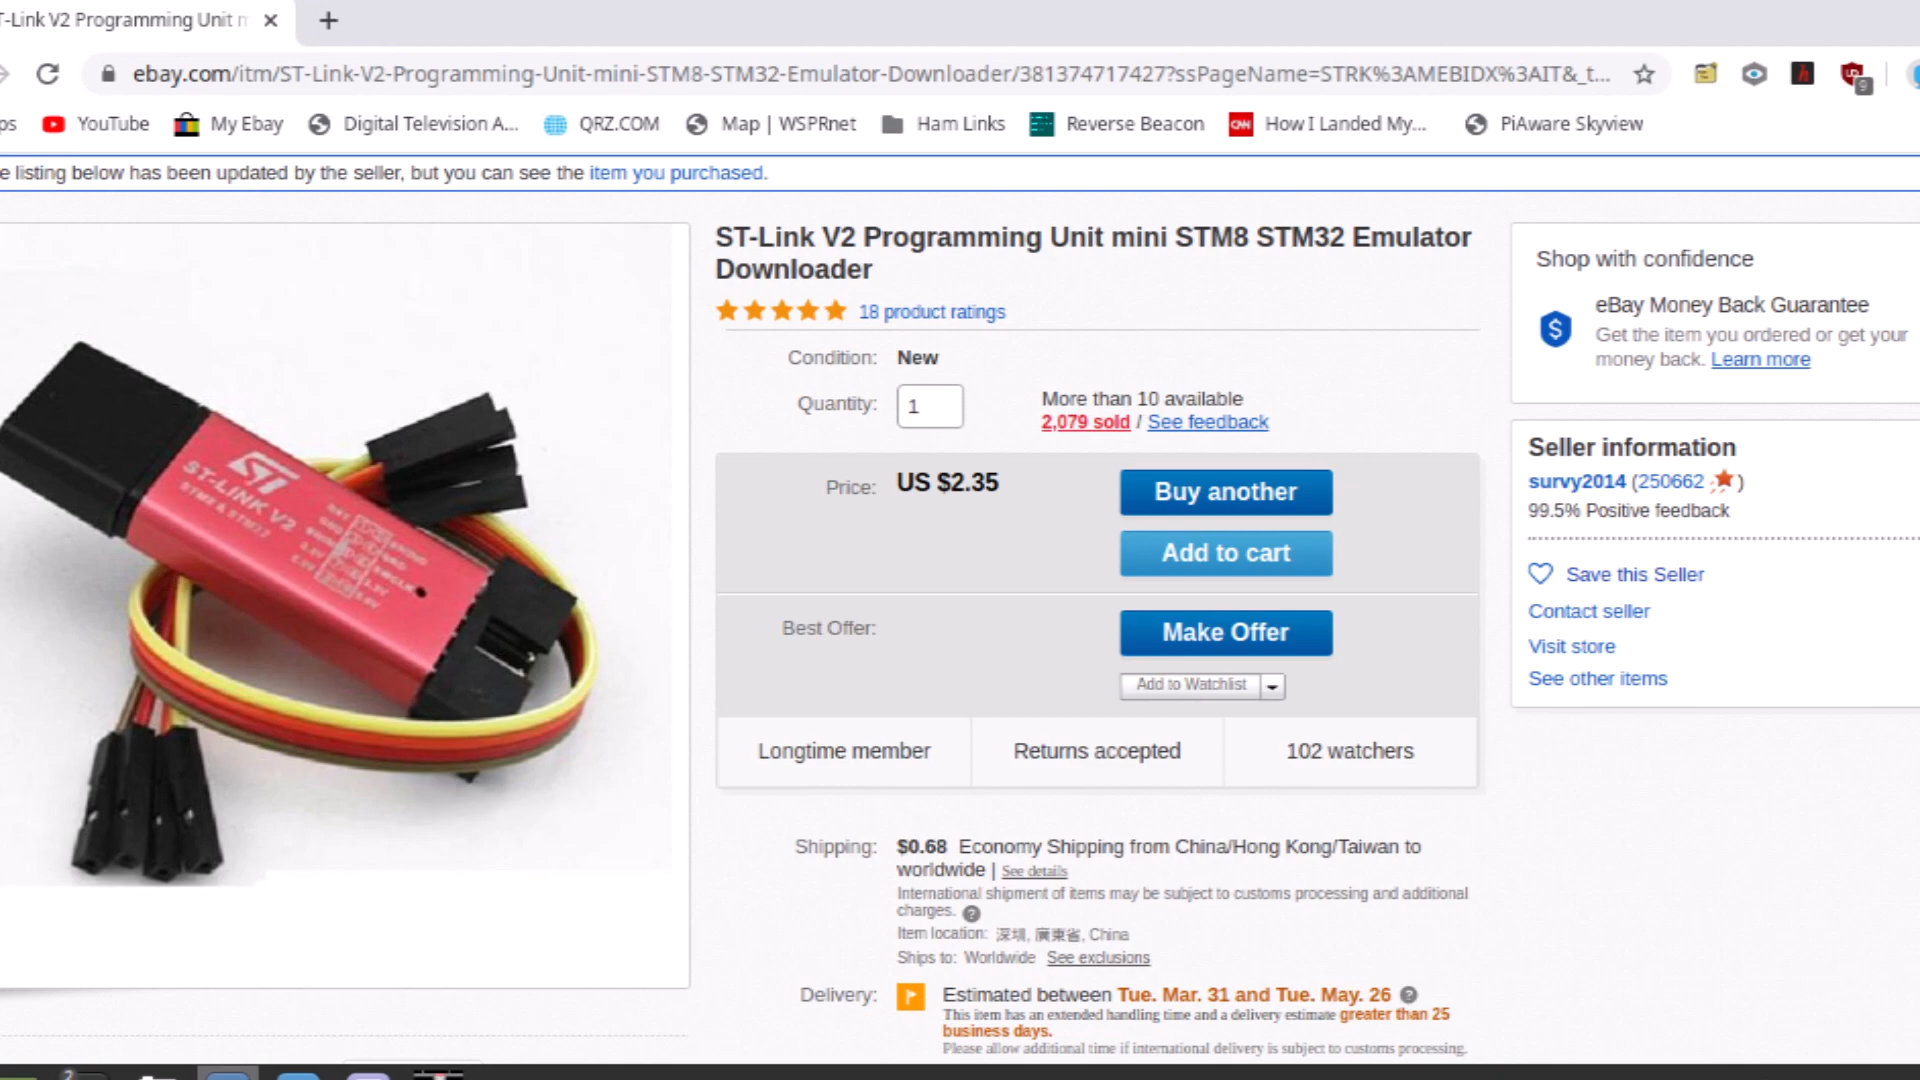 T-Link V2 Programming Unit m
ebay.com/itm/ST-Link-V2-Programming-Unit-mini-STM8-STM32-Emulator-Downloader/381374717427?ssPageName=STRK%3AMEBIDX%3AIT&_t...
9
ps YouTube My Ebay Digital Television A... QRZ.COM Map | WSPRnet Ham Links Reverse Beacon How I Landed My... PiAware Skyview
e listing below has been updated by the seller, but you can see the item you purchased.
ST-Link V2 Programming Unit mini STM8 STM32 Emulator
Downloader
18 product ratings
Condition: New
Quantity: 1
More than 10 available
2,079 sold / See feedback
Price: US $2.35
Buy another
Add to cart
Best Offer:
Make Offer
Add to Watchlist
Longtime member Returns accepted 102 watchers
Shipping: $0.68 Economy Shipping from China/Hong Kong/Taiwan to
worldwide | See details
International shipment of items may be subject to customs processing and additional
charges.
Item location: 深圳, 廣東省, China
Ships to: Worldwide See exclusions
Delivery: Estimated between Tue. Mar. 31 and Tue. May. 26
This item has an extended handling time and a delivery estimate greater than 25
business days.
Please allow additional time if international delivery is subject to customs processing.
Shop with confidence
eBay Money Back Guarantee
Get the item you ordered or get your
money back. Learn more
Seller information
survy2014 (250662 )
99.5% Positive feedback
Save this Seller
Contact seller
Visit store
See other items
ST
ST-LINK V2
STM8 & STM32
2